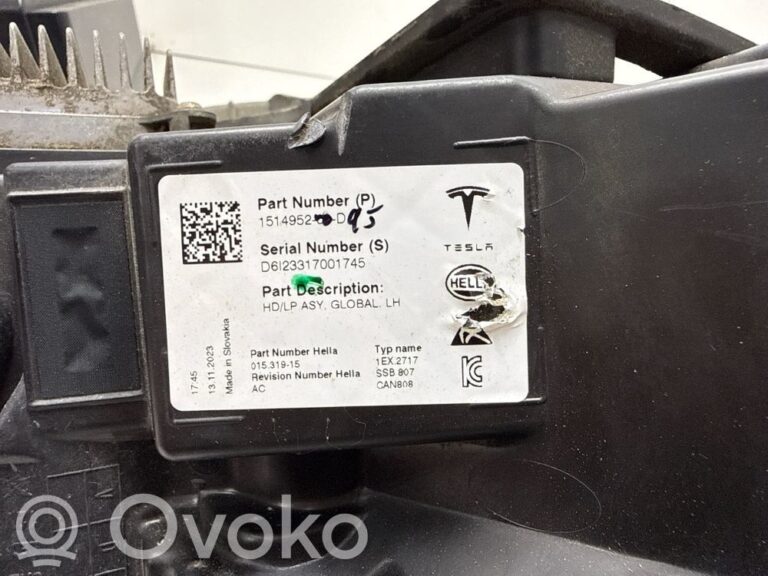 Part Number (P)
1514952- -D 95
Serial Number (S)
D6I23317001745
Part Description:
HD/LP ASY, GLOBAL, LH
TESLA
HELLA
Part Number Hella
015.319-15
Revision Number Hella
AC
Typ name
1EX.2717
SSB 807
CAN808
17:45
13.11.2023
Made in Slovakia
Ovoko